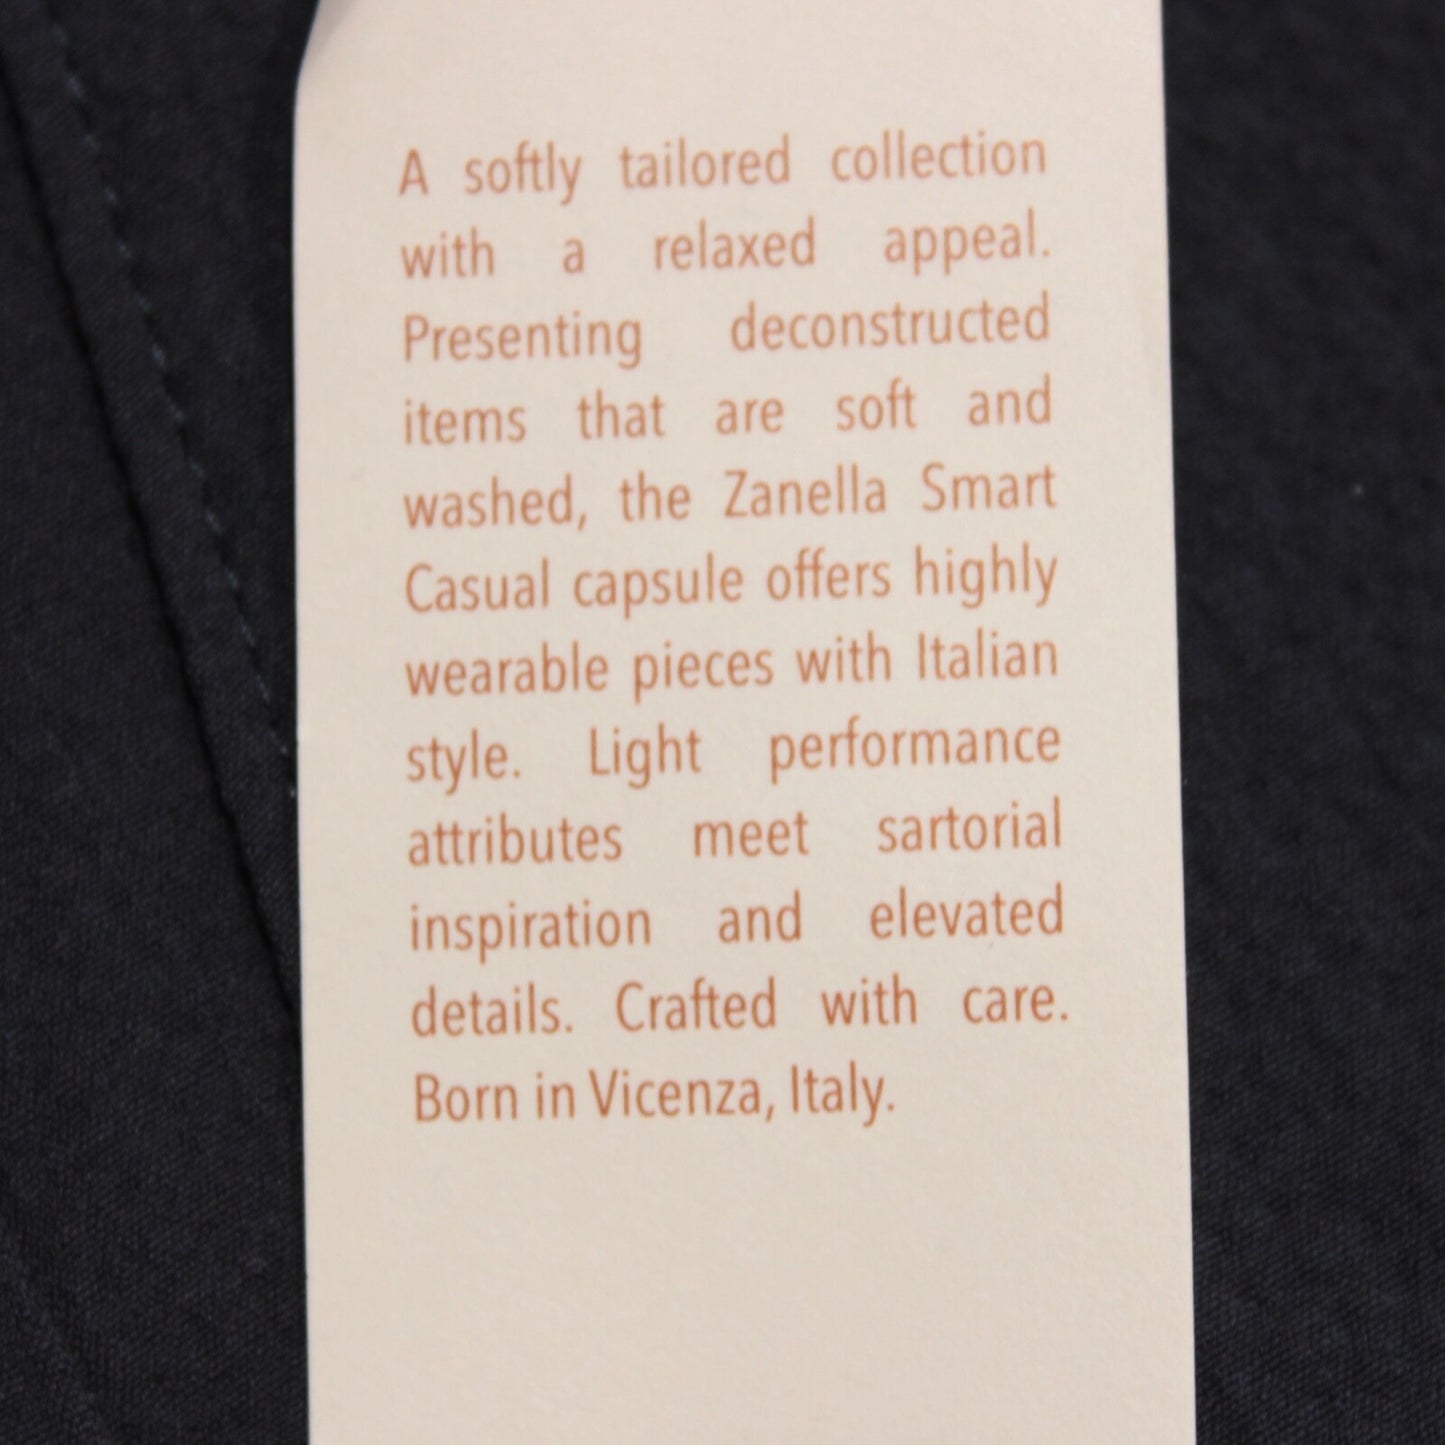 A softly tailored collection
with a relaxed appeal.
Presenting deconstructed
items that are soft and
washed, the Zanella Smart
Casual capsule offers highly
wearable pieces with Italian
style. Light performance
attributes meet sartorial
inspiration and elevated
details. Crafted with care.
Born in Vicenza, Italy.